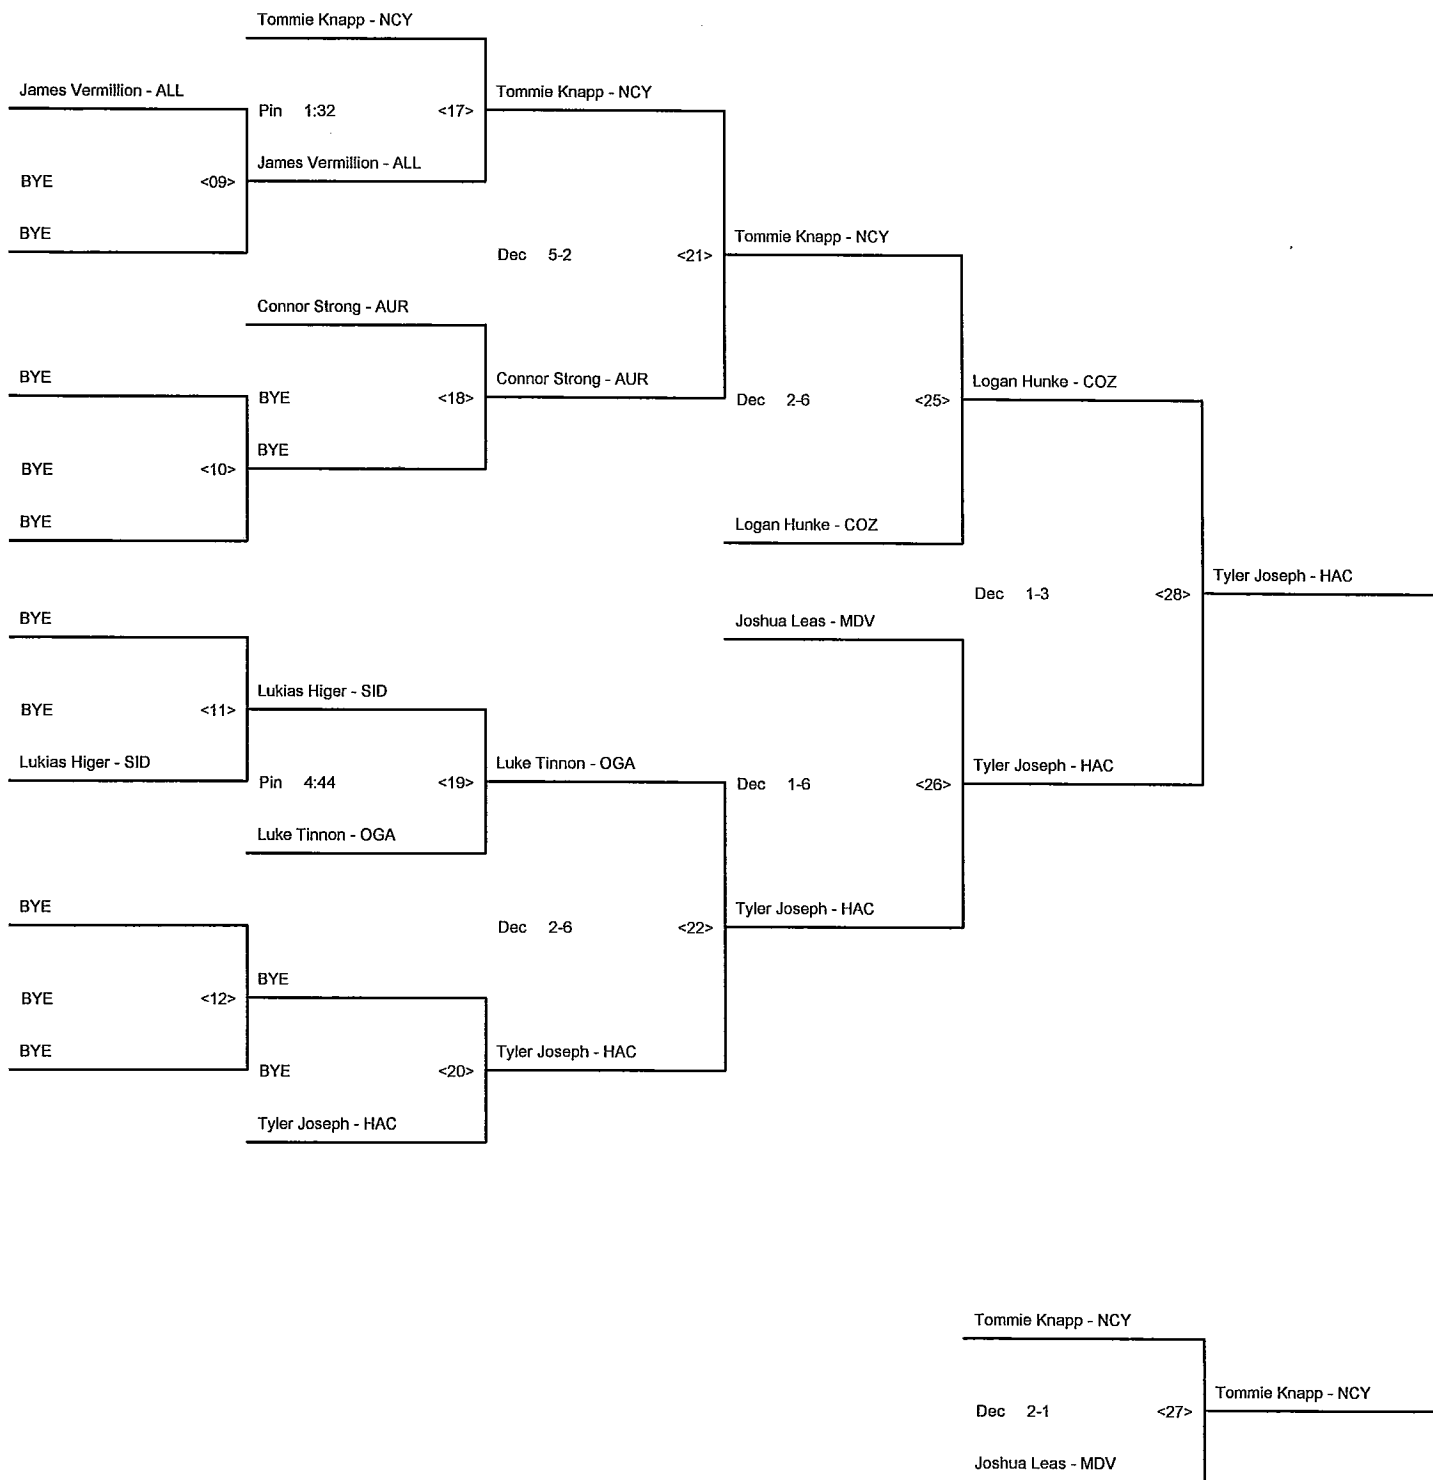 Tommie Knapp - NCY
James Vermillion - ALL
Pin 1:32 <17>
Tommie Knapp - NCY
James Vermillion - ALL
BYE <09>
BYE
Dec 5-2 <21>
Tommie Knapp - NCY
Connor Strong - AUR
BYE
BYE <18>
Connor Strong - AUR
Dec 2-6 <25>
Logan Hunke - COZ
BYE
BYE <10>
BYE
Logan Hunke - COZ
Dec 1-3 <28>
Tyler Joseph - HAC
BYE
Joshua Leas - MDV
Lukias Higer - SID
BYE <11>
Lukias Higer - SID
Pin 4:44 <19>
Luke Tinnon - OGA
Dec 1-6 <26>
Tyler Joseph - HAC
Luke Tinnon - OGA
BYE
Dec 2-6 <22>
Tyler Joseph - HAC
BYE
BYE <12>
BYE
Tyler Joseph - HAC
BYE <20>
Tyler Joseph - HAC
Tommie Knapp - NCY
Dec 2-1 <27>
Tommie Knapp - NCY
Joshua Leas - MDV